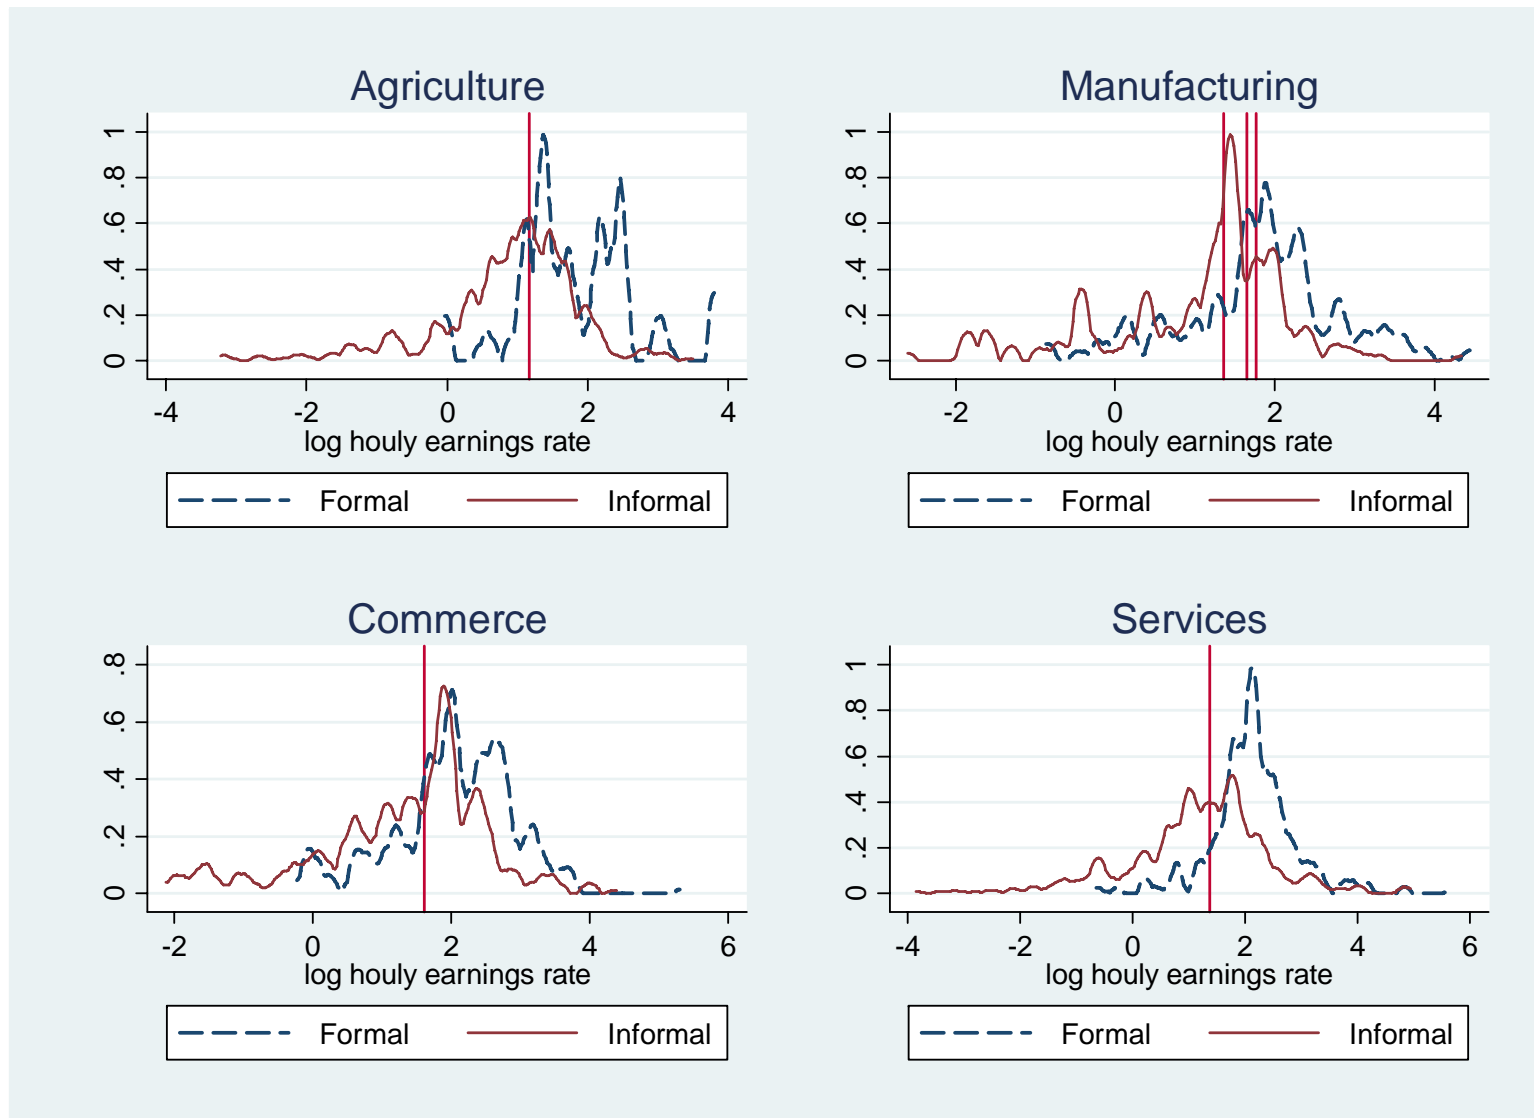 Agriculture
1
.8
.6
.4
.2
0
-4 -2 0 2 4
log houly earnings rate
Formal Informal
Manufacturing
1
.8
.6
.4
.2
0
-2 0 2 4
log houly earnings rate
Formal Informal
Commerce
.8
.6
.4
.2
0
-2 0 2 4 6
log houly earnings rate
Formal Informal
Services
1
.8
.6
.4
.2
0
-4 -2 0 2 4 6
log houly earnings rate
Formal Informal